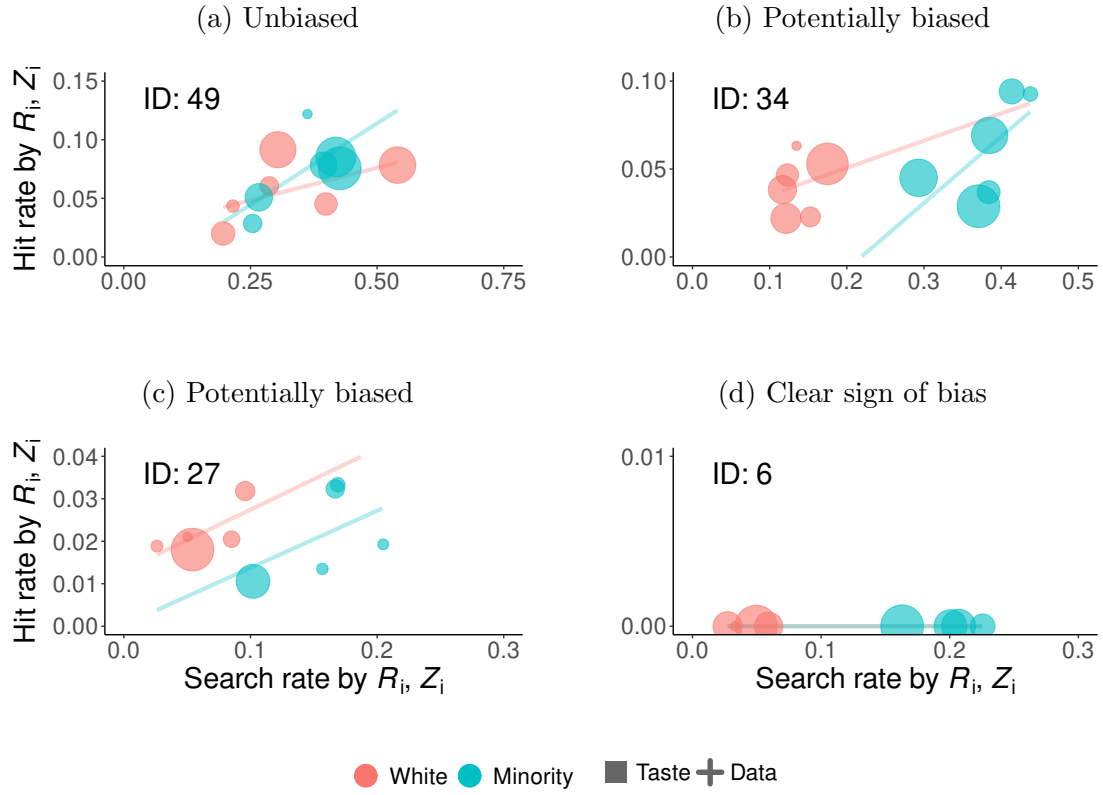 (a) Unbiased
(b) Potentially biased
Hit rate by Ri, Zi
ID: 49
0.15
0.10
0.05
0.00
0.00 0.25 0.50 0.75
ID: 34
0.10
0.05
0.00
0.0 0.1 0.2 0.3 0.4 0.5
(c) Potentially biased
(d) Clear sign of bias
Hit rate by Ri, Zi
ID: 27
0.04
0.03
0.02
0.01
0.00
0.0 0.1 0.2 0.3
Search rate by Ri, Zi
ID: 6
0.01
0.00
0.0 0.1 0.2 0.3
Search rate by Ri, Zi
White Minority Taste Data